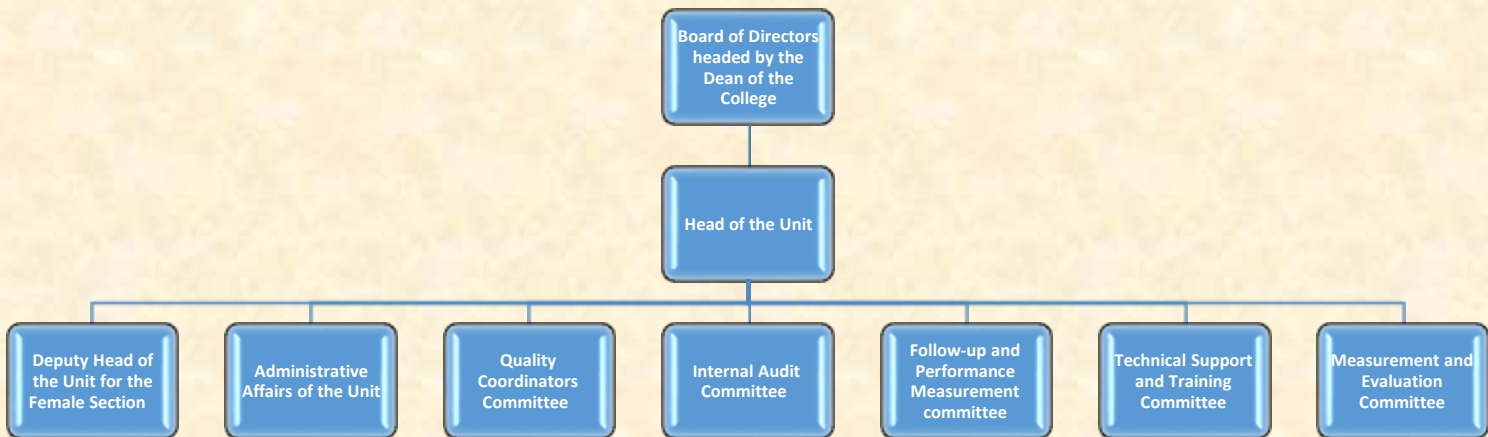 Board of Directors
headed by the
Dean of the
College
Head of the Unit
Deputy Head of
the Unit for the
Female Section
Administrative
Affairs of the Unit
Quality
Coordinators
Committee
Internal Audit
Committee
Follow-up and
Performance
Measurement
committee
Technical Support
and Training
Committee
Measurement and
Evaluation
Committee